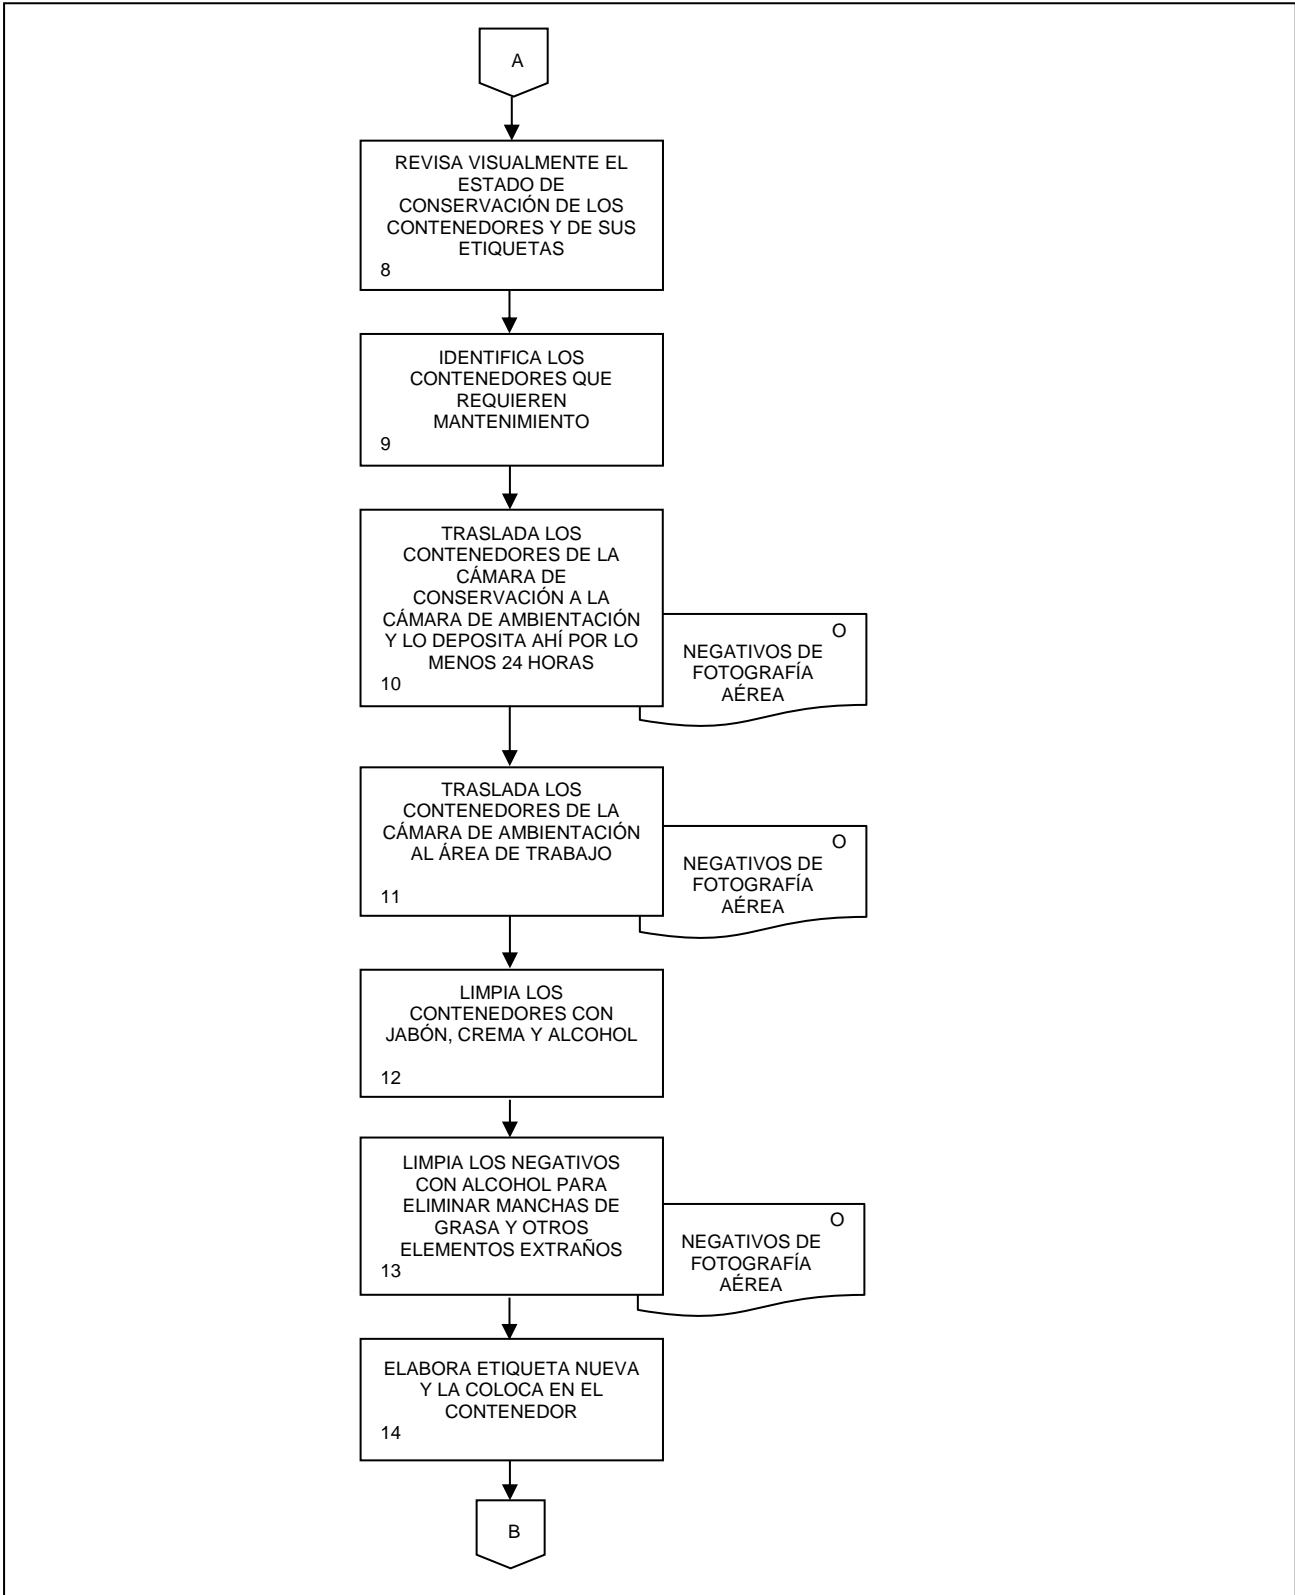 A
REVISA VISUALMENTE EL
ESTADO DE
CONSERVACIÓN DE LOS
CONTENEDORES Y DE SUS
ETIQUETAS
8
IDENTIFICA LOS
CONTENEDORES QUE
REQUIEREN
MANTENIMIENTO
9
TRASLADA LOS
CONTENEDORES DE LA
CÁMARA DE
CONSERVACIÓN A LA
CÁMARA DE AMBIENTACIÓN
Y LO DEPOSITA AHÍ POR LO
MENOS 24 HORAS
10
O
NEGATIVOS DE
FOTOGRAFÍA
AÉREA
TRASLADA LOS
CONTENEDORES DE LA
CÁMARA DE AMBIENTACIÓN
AL ÁREA DE TRABAJO
11
O
NEGATIVOS DE
FOTOGRAFÍA
AÉREA
LIMPIA LOS
CONTENEDORES CON
JABÓN, CREMA Y ALCOHOL
12
LIMPIA LOS NEGATIVOS
CON ALCOHOL PARA
ELIMINAR MANCHAS DE
GRASA Y OTROS
ELEMENTOS EXTRAÑOS
13
O
NEGATIVOS DE
FOTOGRAFÍA
AÉREA
ELABORA ETIQUETA NUEVA
Y LA COLOCA EN EL
CONTENEDOR
14
B